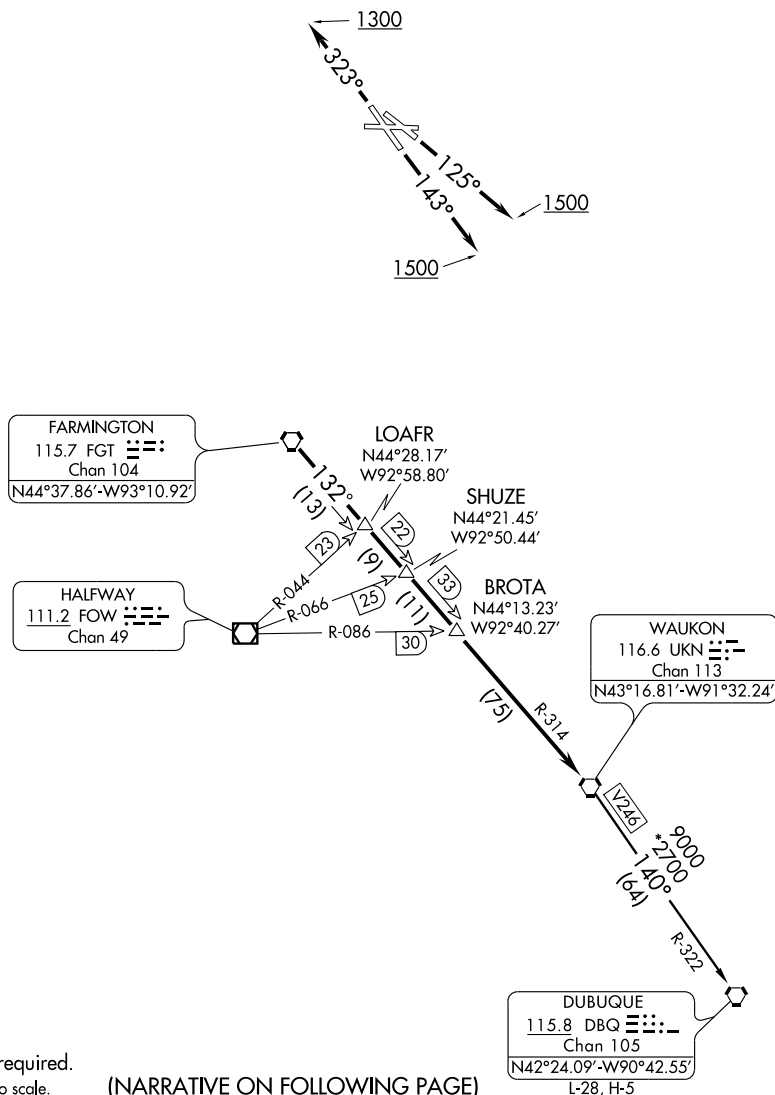 1300
323°
125°
1500
143°
1500
FARMINGTON
115.7 FGT
Chan 104
N44°37.86'-W93°10.92'
LOAFR
N44°28.17'
W92°58.80'
132°
(13)
SHUZE
N44°21.45'
W92°50.44'
22
23
(9)
R-044
HALFWAY
111.2 FOW
Chan 49
R-066
25
33
(11)
BROTA
N44°13.23'
W92°40.27'
R-086
30
WAUKON
116.6 UKN
Chan 113
N43°16.81'-W91°32.24'
(75)
R-314
V246
9000
*2700
140°
(64)
R-322
DUBUQUE
115.8 DBQ
Chan 105
N42°24.09'-W90°42.55'
L-28, H-5
required.
o scale.
(NARRATIVE ON FOLLOWING PAGE)